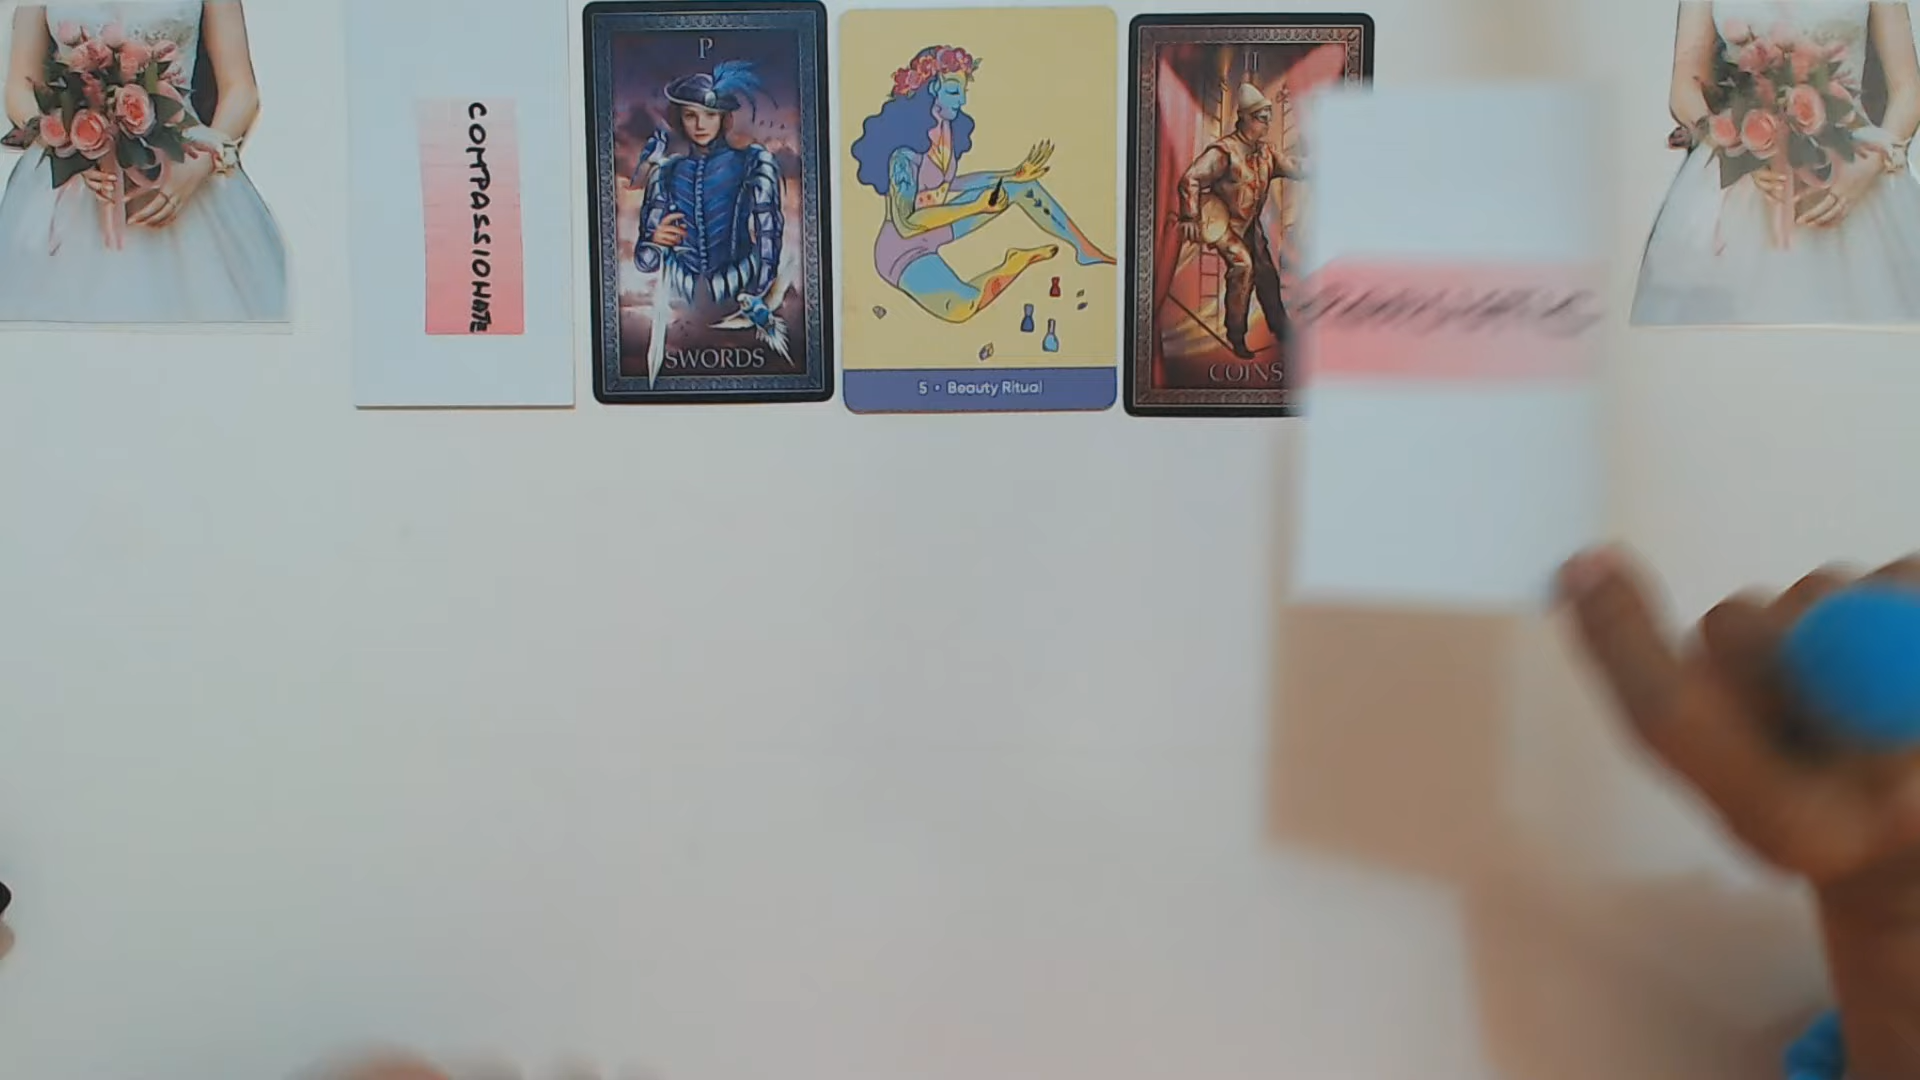 COMPASSIONATE
P
SWORDS
5 • Beauty Ritual
II
COINS